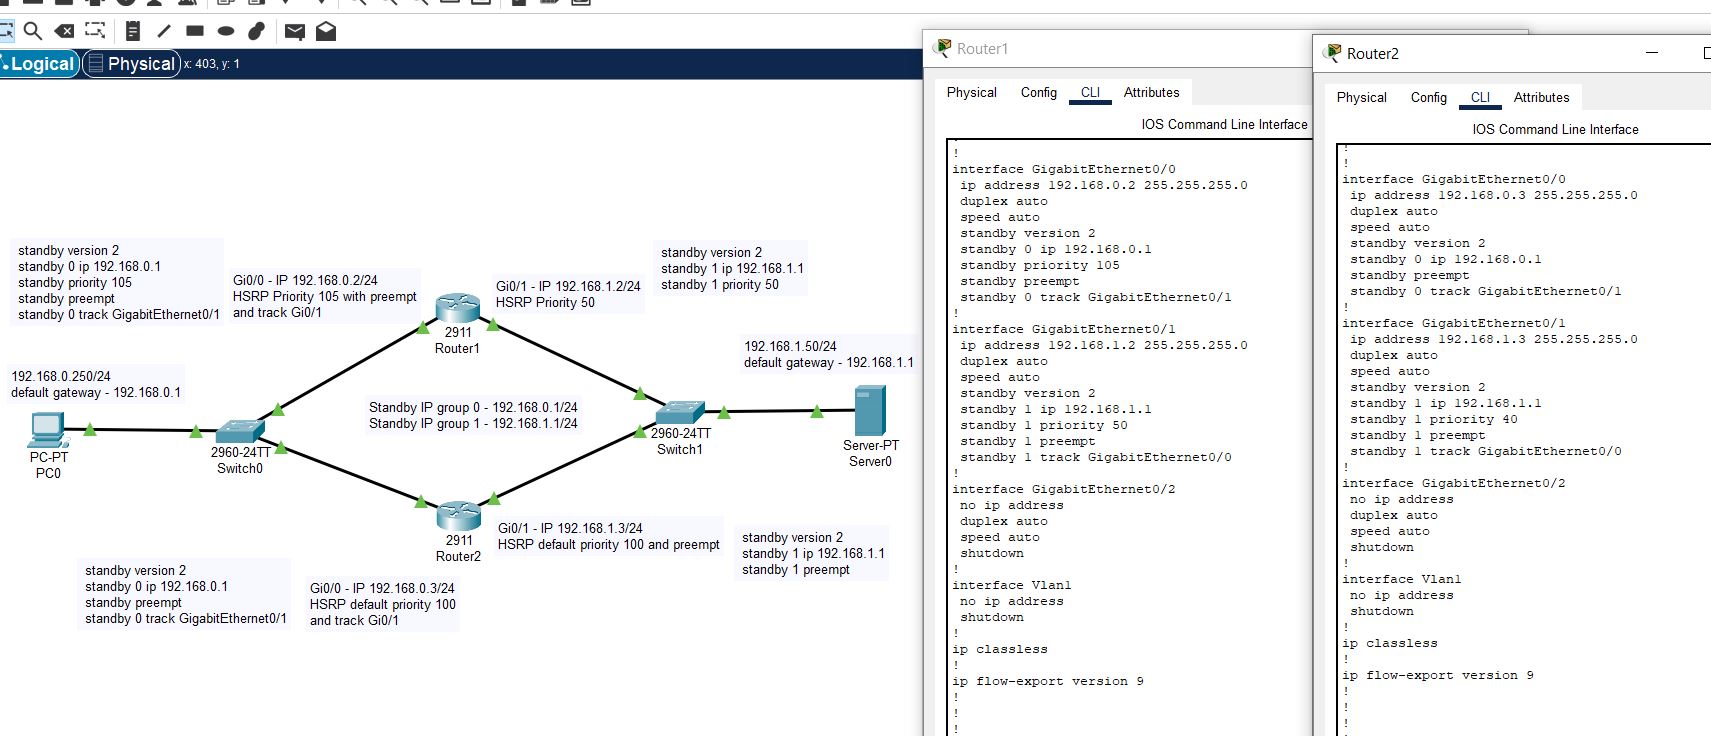 Logical
Physical
x: 403, y: 1
standby version 2
standby 0 ip 192.168.0.1
standby priority 105
standby preempt
standby 0 track GigabitEthernet0/1
Gi0/0 - IP 192.168.0.2/24
HSRP Priority 105 with preempt
and track Gi0/1
Gi0/1 - IP 192.168.1.2/24
HSRP Priority 50
standby version 2
standby 1 ip 192.168.1.1
standby 1 priority 50
2911
Router1
192.168.1.50/24
default gateway - 192.168.1.1
192.168.0.250/24
default gateway - 192.168.0.1
Standby IP group 0 - 192.168.0.1/24
Standby IP group 1 - 192.168.1.1/24
PC-PT
PC0
2960-24TT
Switch0
2960-24TT
Switch1
Server-PT
Server0
2911
Router2
Gi0/1 - IP 192.168.1.3/24
HSRP default priority 100 and preempt
standby version 2
standby 1 ip 192.168.1.1
standby 1 preempt
standby version 2
standby 0 ip 192.168.0.1
standby preempt
standby 0 track GigabitEthernet0/1
Gi0/0 - IP 192.168.0.3/24
HSRP default priority 100
and track Gi0/1
Router1
Physical Config CLI Attributes
IOS Command Line Interface
!
!
interface GigabitEthernet0/0
ip address 192.168.0.2 255.255.255.0
duplex auto
speed auto
standby version 2
standby 0 ip 192.168.0.1
standby priority 105
standby preempt
standby 0 track GigabitEthernet0/1
!
interface GigabitEthernet0/1
ip address 192.168.1.2 255.255.255.0
duplex auto
speed auto
standby version 2
standby 1 ip 192.168.1.1
standby 1 priority 50
standby 1 preempt
standby 1 track GigabitEthernet0/0
!
interface GigabitEthernet0/2
no ip address
duplex auto
speed auto
shutdown
!
interface Vlan1
no ip address
shutdown
!
ip classless
!
ip flow-export version 9
!
!
!
Router2
Physical Config CLI Attributes
IOS Command Line Interface
!
!
interface GigabitEthernet0/0
ip address 192.168.0.3 255.255.255.0
duplex auto
speed auto
standby version 2
standby 0 ip 192.168.0.1
standby preempt
standby 0 track GigabitEthernet0/1
!
interface GigabitEthernet0/1
ip address 192.168.1.3 255.255.255.0
duplex auto
speed auto
standby version 2
standby 1 ip 192.168.1.1
standby 1 priority 40
standby 1 preempt
standby 1 track GigabitEthernet0/0
!
interface GigabitEthernet0/2
no ip address
duplex auto
speed auto
shutdown
!
interface Vlan1
no ip address
shutdown
!
ip classless
!
ip flow-export version 9
!
!
!